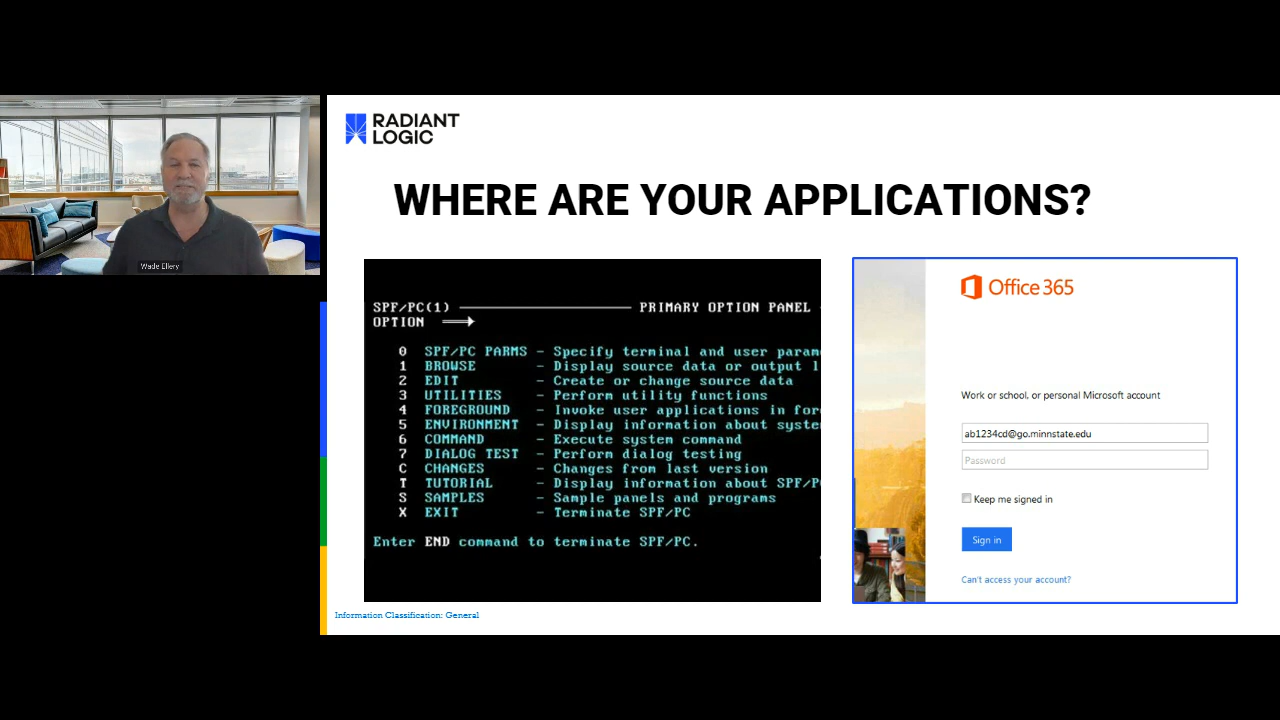 Wade Ellery
RADIANT
LOGIC
WHERE ARE YOUR APPLICATIONS?
SPF/PC(1) PRIMARY OPTION PANEL
OPTION
0 SPF/PC PARMS - Specify terminal and user param
1 BROWSE - Display source data or output l
2 EDIT - Create or change source data
3 UTILITIES - Perform utility functions
4 FOREGROUND - Invoke user applications in for
5 ENVIRONMENT - Display information about syste
6 COMMAND - Execute system command
7 DIALOG TEST - Perform dialog testing
C CHANGES - Changes from last version
T TUTORIAL - Display information about SPF/P
S SAMPLES - Sample panels and programs
X EXIT - Terminate SPF/PC
Enter END command to terminate SPF/PC.
Office 365
Work or school, or personal Microsoft account
ab1234cd@go.minnstate.edu
Password
Keep me signed in
Sign in
Can't access your account?
Information Classification: General